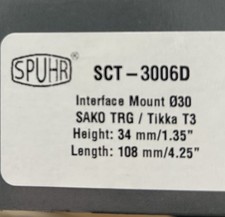 SPUHR
SCT-3006D
Interface Mount Ø30
SAKO TRG / Tikka T3
Height: 34 mm/1.35"
Length: 108 mm/4.25"